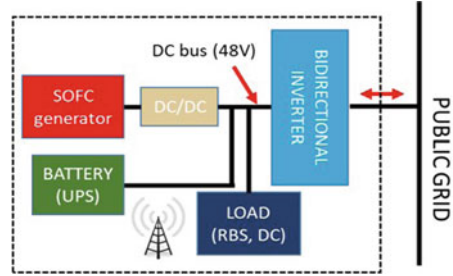 DC bus (48V)
SOFC
generator
DC/DC
BIDIRECTIONAL
INVERTER
BATTERY
(UPS)
LOAD
(RBS, DC)
PUBLIC GRID